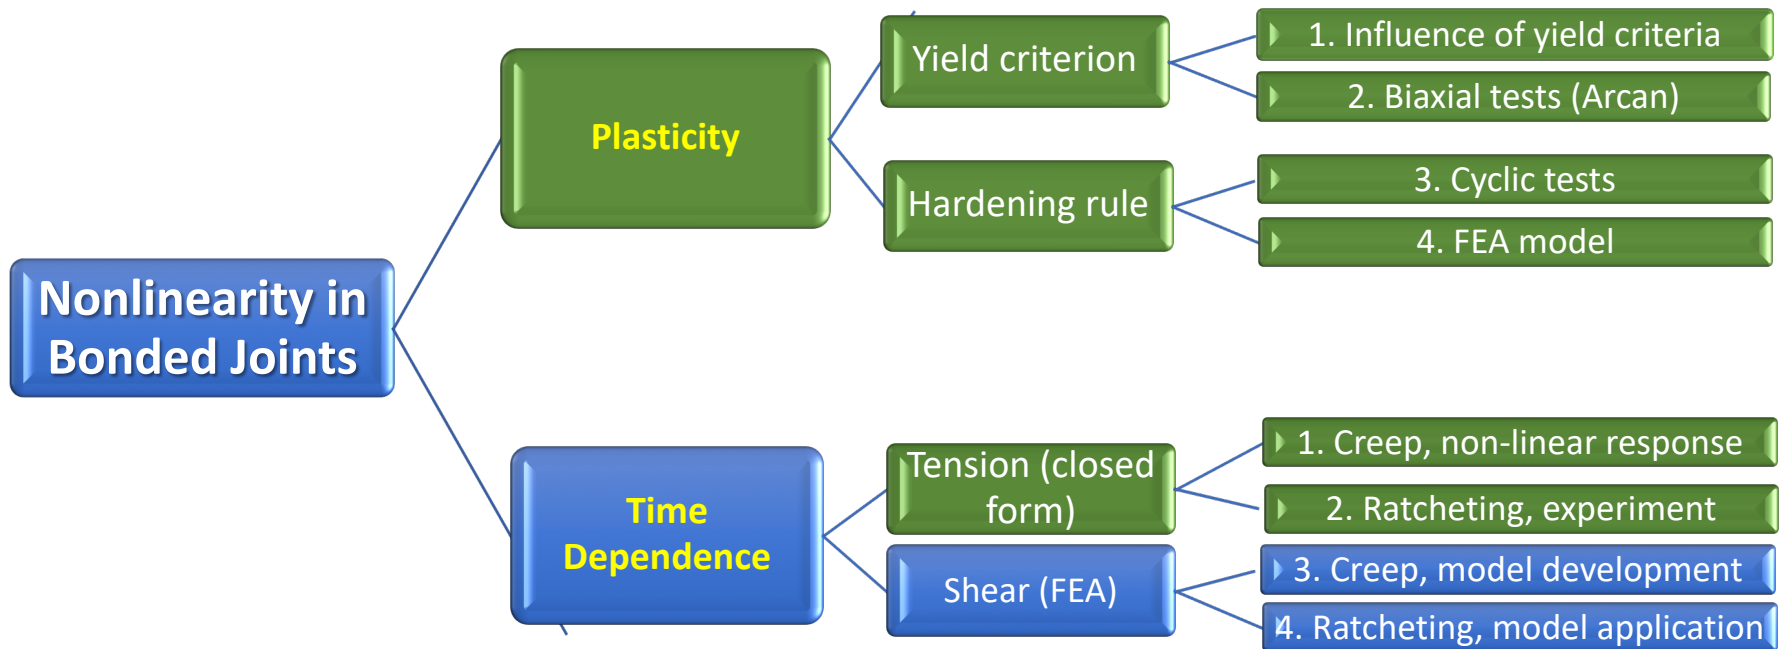 Nonlinearity in
Bonded Joints
Plasticity
Yield criterion
1. Influence of yield criteria
2. Biaxial tests (Arcan)
Hardening rule
3. Cyclic tests
4. FEA model
Time
Dependence
Tension (closed
form)
1. Creep, non-linear response
2. Ratcheting, experiment
Shear (FEA)
3. Creep, model development
4. Ratcheting, model application